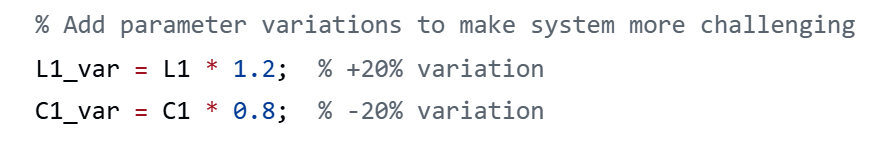 % Add parameter variations to make system more challenging
L1_var = L1 * 1.2;  % +20% variation
C1_var = C1 * 0.8;  % -20% variation